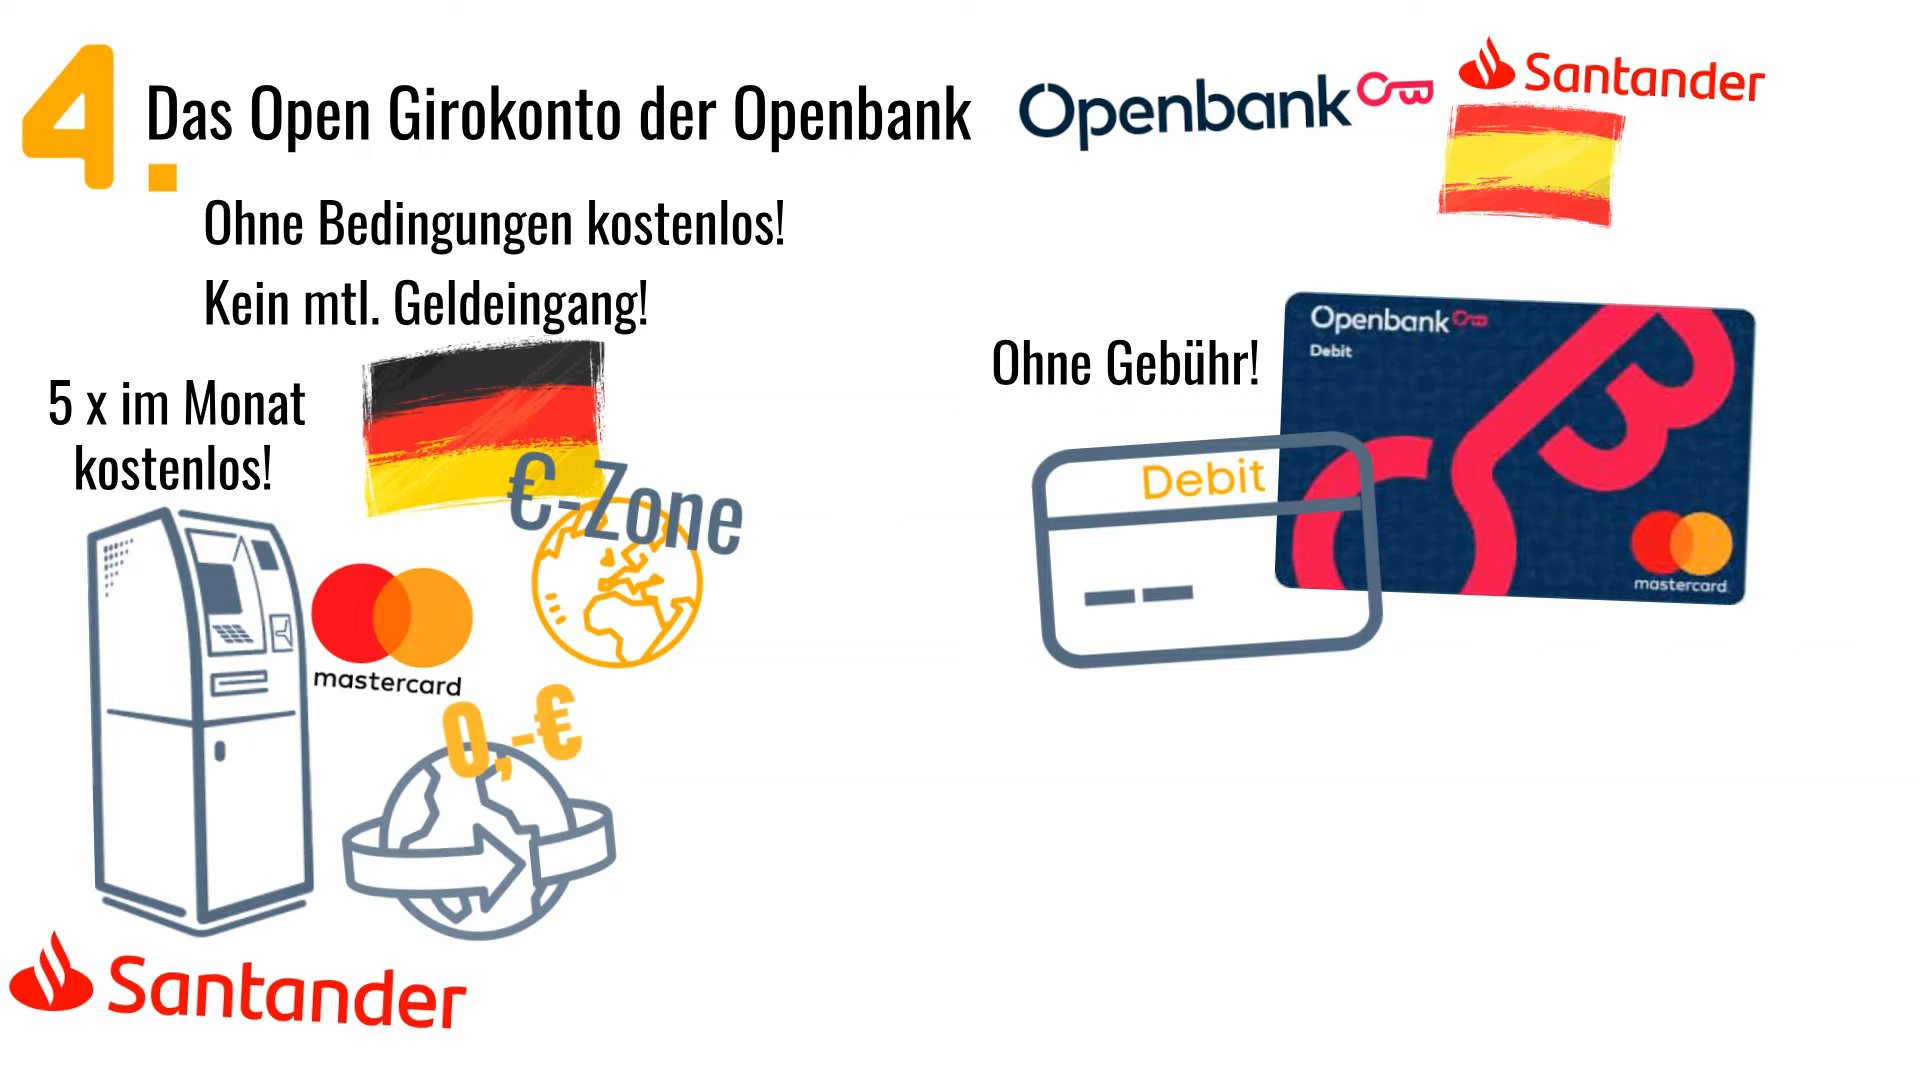 4.
Das Open Girokonto der Openbank
Openbank
Santander
Ohne Bedingungen kostenlos!
Kein mtl. Geldeingang!
Ohne Gebühr!
Openbank
Debit
mastercard
Debit
5 x im Monat
kostenlos!
€-Zone
mastercard
0,-€
Santander